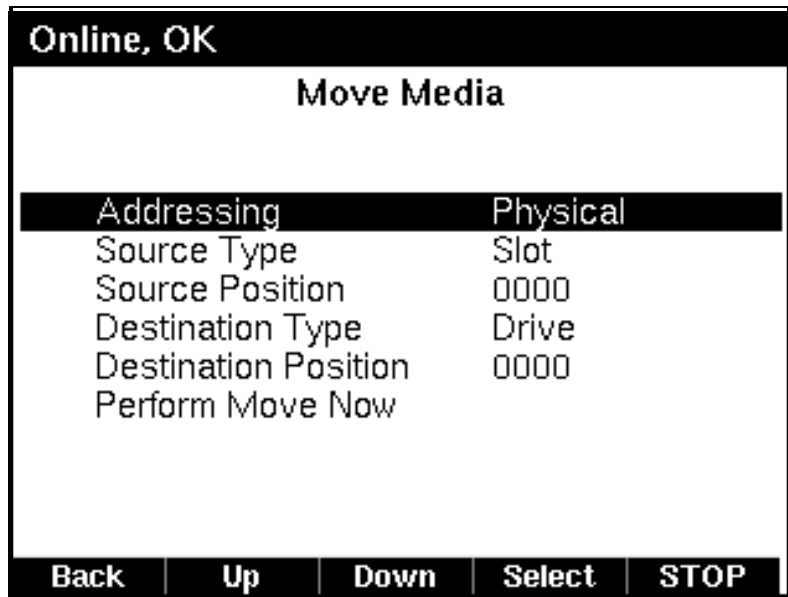 Online, OK
Move Media
Addressing Physical
Source Type Slot
Source Position 0000
Destination Type Drive
Destination Position 0000
Perform Move Now
Back Up Down Select STOP